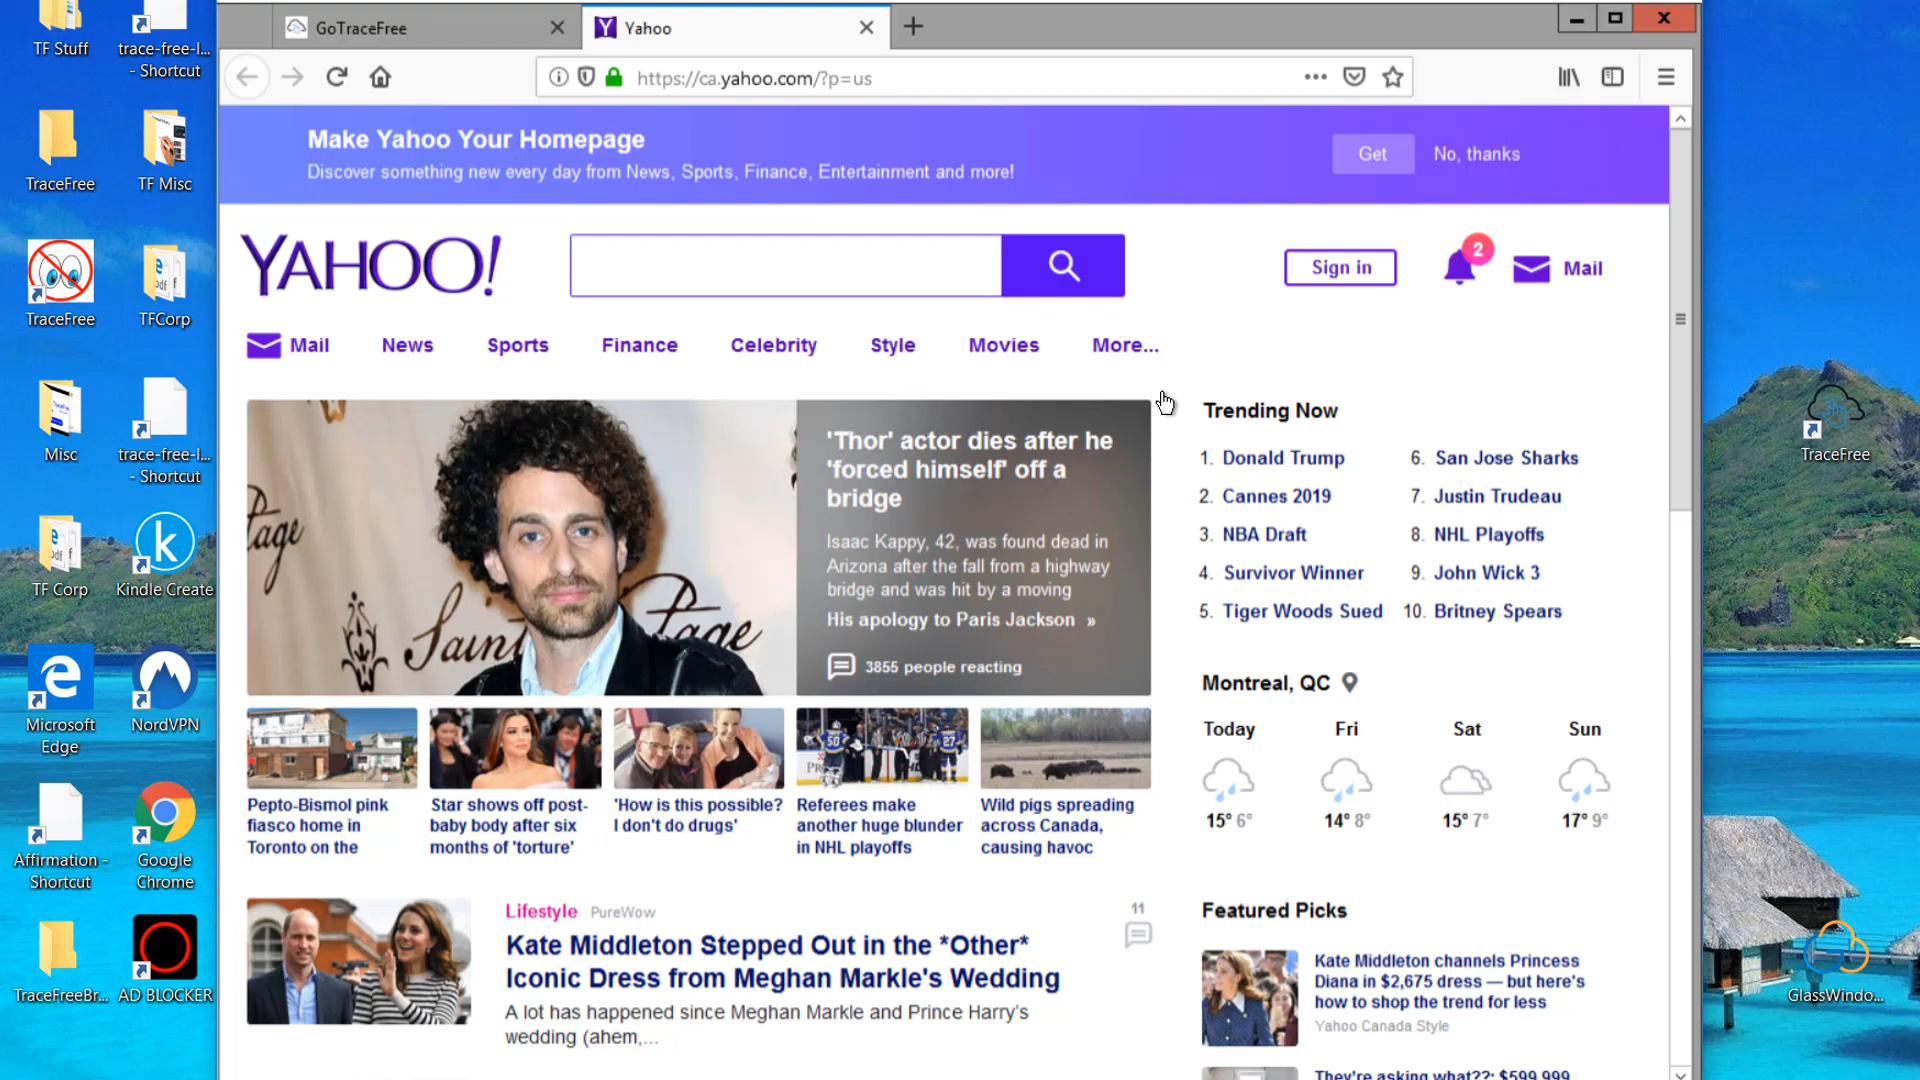 TF Stuff
trace-free-l...
- Shortcut
TraceFree
TF Misc
TraceFree
TFCorp
Misc
trace-free-l...
- Shortcut
TF Corp
Kindle Create
Microsoft
Edge
NordVPN
Affirmation -
Shortcut
Google
Chrome
TraceFreeBr...
AD BLOCKER
GoTraceFree
Yahoo
https://ca.yahoo.com/?p=us
Make Yahoo Your Homepage
Discover something new every day from News, Sports, Finance, Entertainment and more!
Get
No, thanks
YAHOO!
Sign in
2
Mail
Mail
News
Sports
Finance
Celebrity
Style
Movies
More...
'Thor' actor dies after he
'forced himself' off a
bridge
Isaac Kappy, 42, was found dead in
Arizona after the fall from a highway
bridge and was hit by a moving
His apology to Paris Jackson »
3855 people reacting
Saint Page
Page
Pepto-Bismol pink
fiasco home in
Toronto on the
Star shows off post-
baby body after six
months of 'torture'
'How is this possible?
I don't do drugs'
50
27
Referees make
another huge blunder
in NHL playoffs
Wild pigs spreading
across Canada,
causing havoc
Lifestyle PureWow
11
Kate Middleton Stepped Out in the *Other*
Iconic Dress from Meghan Markle's Wedding
A lot has happened since Meghan Markle and Prince Harry's
wedding (ahem,...
Trending Now
1. Donald Trump
2. Cannes 2019
3. NBA Draft
4. Survivor Winner
5. Tiger Woods Sued
6. San Jose Sharks
7. Justin Trudeau
8. NHL Playoffs
9. John Wick 3
10. Britney Spears
Montreal, QC
Today Fri Sat Sun
15° 6° 14° 8° 15° 7° 17° 9°
Featured Picks
Kate Middleton channels Princess
Diana in $2,675 dress — but here's
how to shop the trend for less
Yahoo Canada Style
They're asking what??: $599,999
TraceFree
GlassWindo...